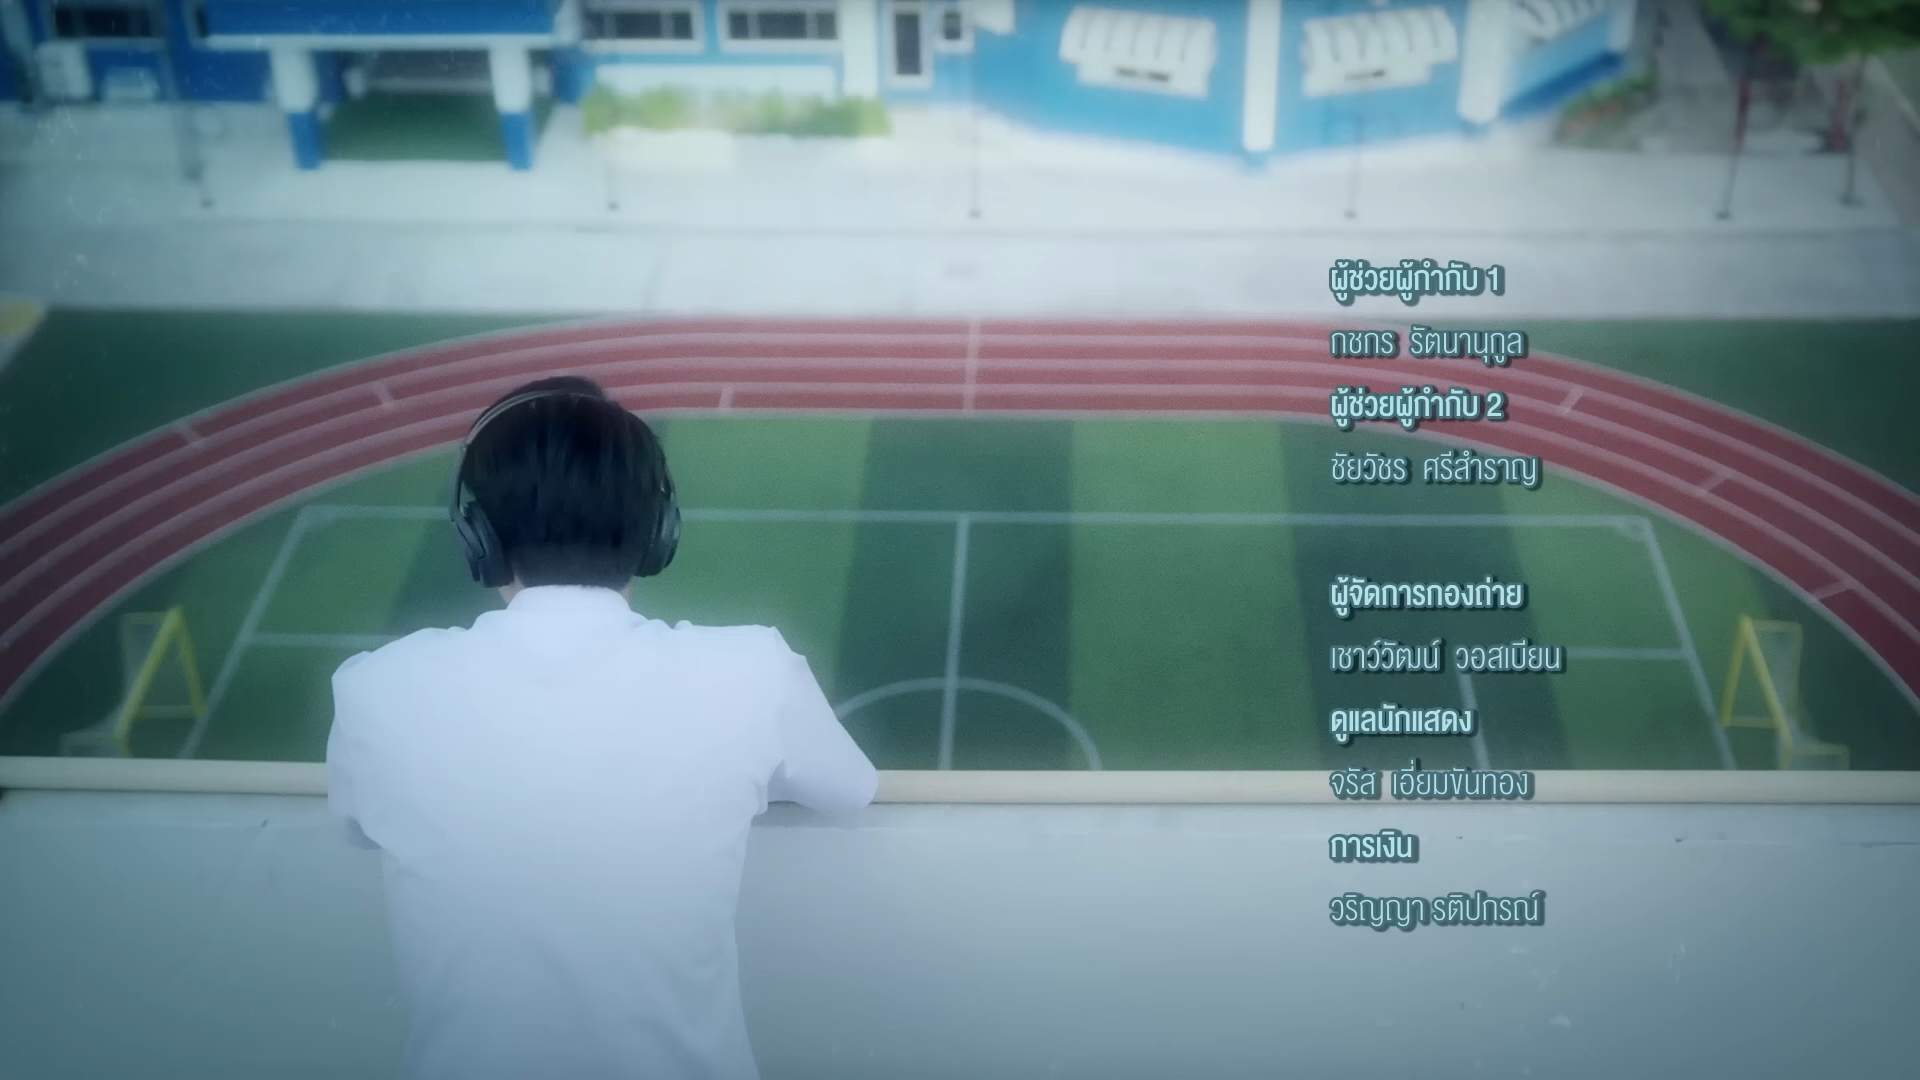 ผู้ช่วยผู้กำกับ 1
กชกร รัตนานุกูล
ผู้ช่วยผู้กำกับ 2
ชัยวัชร ศรีสำราญ
ผู้จัดการกองถ่าย
เชาว์วัฒน์ วอสเบียน
ดูแลนักแสดง
จรัส เอี่ยมขันทอง
การเงิน
วริญญา รติปกรณ์